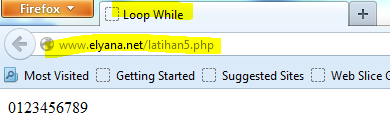 Firefox
Loop While
www.elyana.net/latihan5.php
Most Visited Getting Started Suggested Sites Web Slice G
0123456789